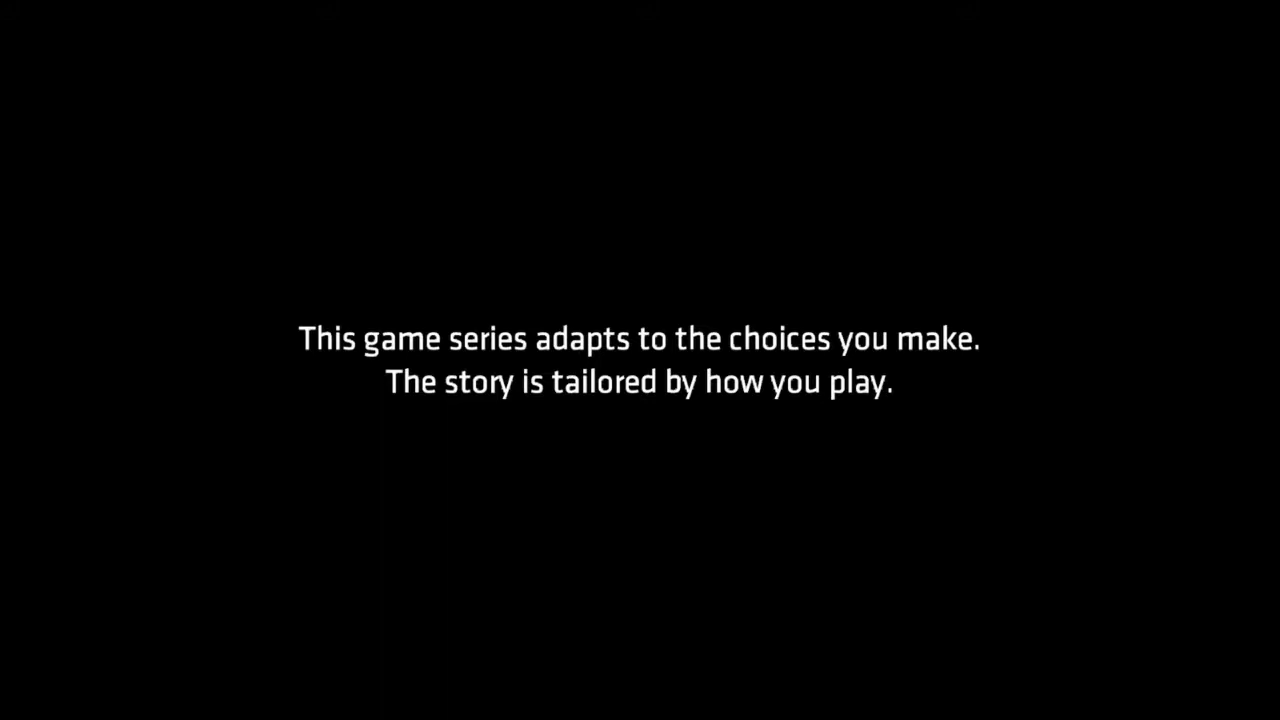 This game series adapts to the choices you make.
The story is tailored by how you play.